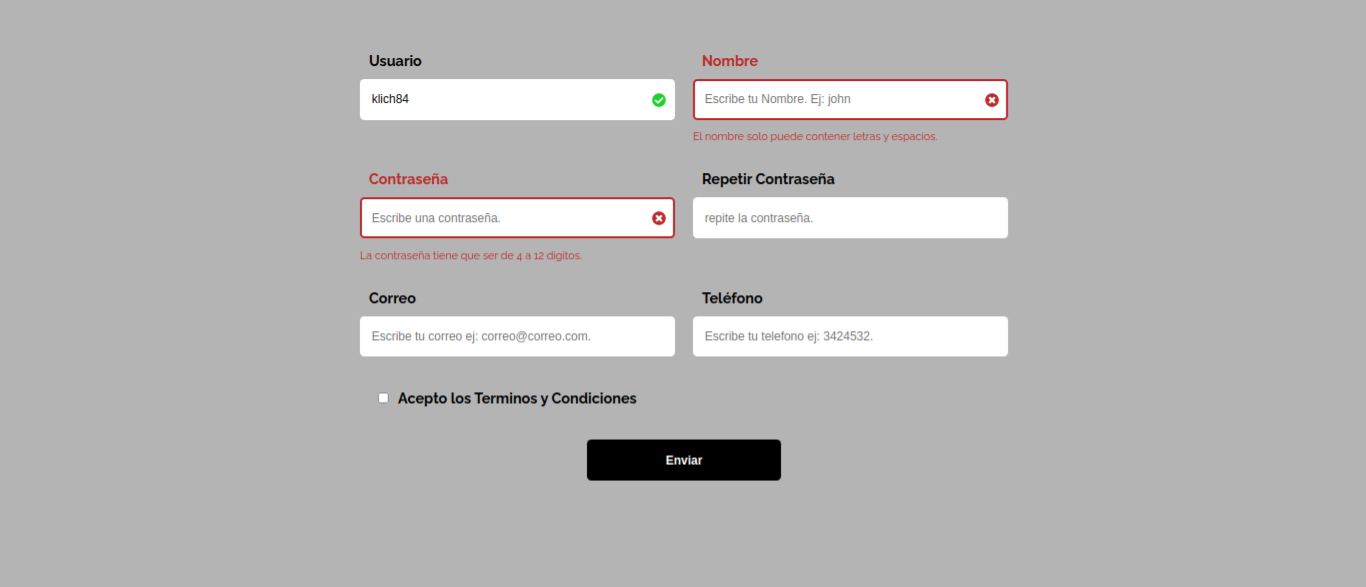 Usuario
Nombre
klich84
Escribe tu Nombre. Ej: john
El nombre solo puede contener letras y espacios.
Contraseña
Repetir Contraseña
Escribe una contraseña.
repite la contraseña.
La contraseña tiene que ser de 4 a 12 dígitos.
Correo
Teléfono
Escribe tu correo ej: correo@correo.com.
Escribe tu telefono ej: 3424532.
Acepto los Terminos y Condiciones
Enviar